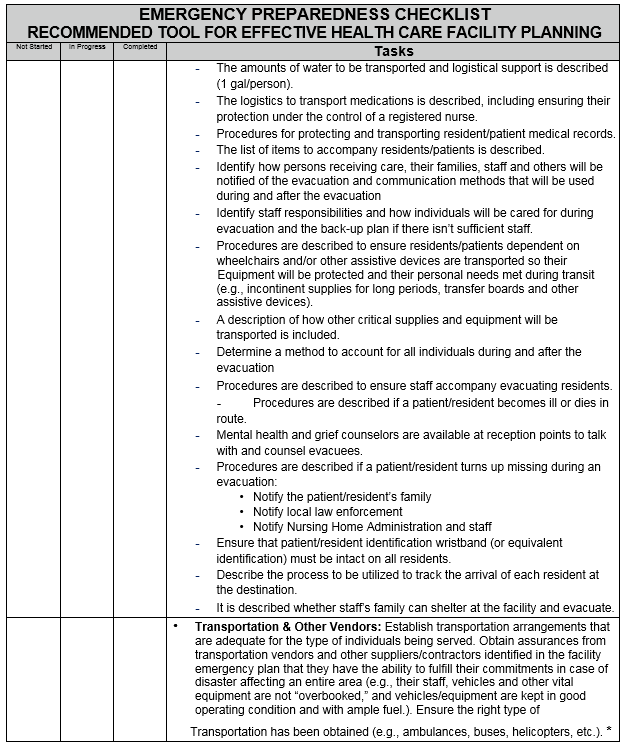 EMERGENCY PREPAREDNESS CHECKLIST
RECOMMENDED TOOL FOR EFFECTIVE HEALTH CARE FACILITY PLANNING
Not Started In Progress Completed Tasks
- The amounts of water to be transported and logistical support is described
(1 gal/person).
- The logistics to transport medications is described, including ensuring their
protection under the control of a registered nurse.
- Procedures for protecting and transporting resident/patient medical records.
- The list of items to accompany residents/patients is described.
- Identify how persons receiving care, their families, staff and others will be
notified of the evacuation and communication methods that will be used
during and after the evacuation
- Identify staff responsibilities and how individuals will be cared for during
evacuation and the back-up plan if there isn't sufficient staff.
- Procedures are described to ensure residents/patients dependent on
wheelchairs and/or other assistive devices are transported so their
Equipment will be protected and their personal needs met during transit
(e.g., incontinent supplies for long periods, transfer boards and other
assistive devices).
- A description of how other critical supplies and equipment will be
transported is included.
- Determine a method to account for all individuals during and after the
evacuation
- Procedures are described to ensure staff accompany evacuating residents.
- Procedures are described if a patient/resident becomes ill or dies in
route.
- Mental health and grief counselors are available at reception points to talk
with and counsel evacuees.
- Procedures are described if a patient/resident turns up missing during an
evacuation:
• Notify the patient/resident's family
• Notify local law enforcement
• Notify Nursing Home Administration and staff
- Ensure that patient/resident identification wristband (or equivalent
identification) must be intact on all residents.
- Describe the process to be utilized to track the arrival of each resident at
the destination.
- It is described whether staff's family can shelter at the facility and evacuate.
• Transportation & Other Vendors: Establish transportation arrangements that
are adequate for the type of individuals being served. Obtain assurances from
transportation vendors and other suppliers/contractors identified in the facility
emergency plan that they have the ability to fulfill their commitments in case of
disaster affecting an entire area (e.g., their staff, vehicles and other vital
equipment are not "overbooked," and vehicles/equipment are kept in good
operating condition and with ample fuel.). Ensure the right type of
Transportation has been obtained (e.g., ambulances, buses, helicopters, etc.). *